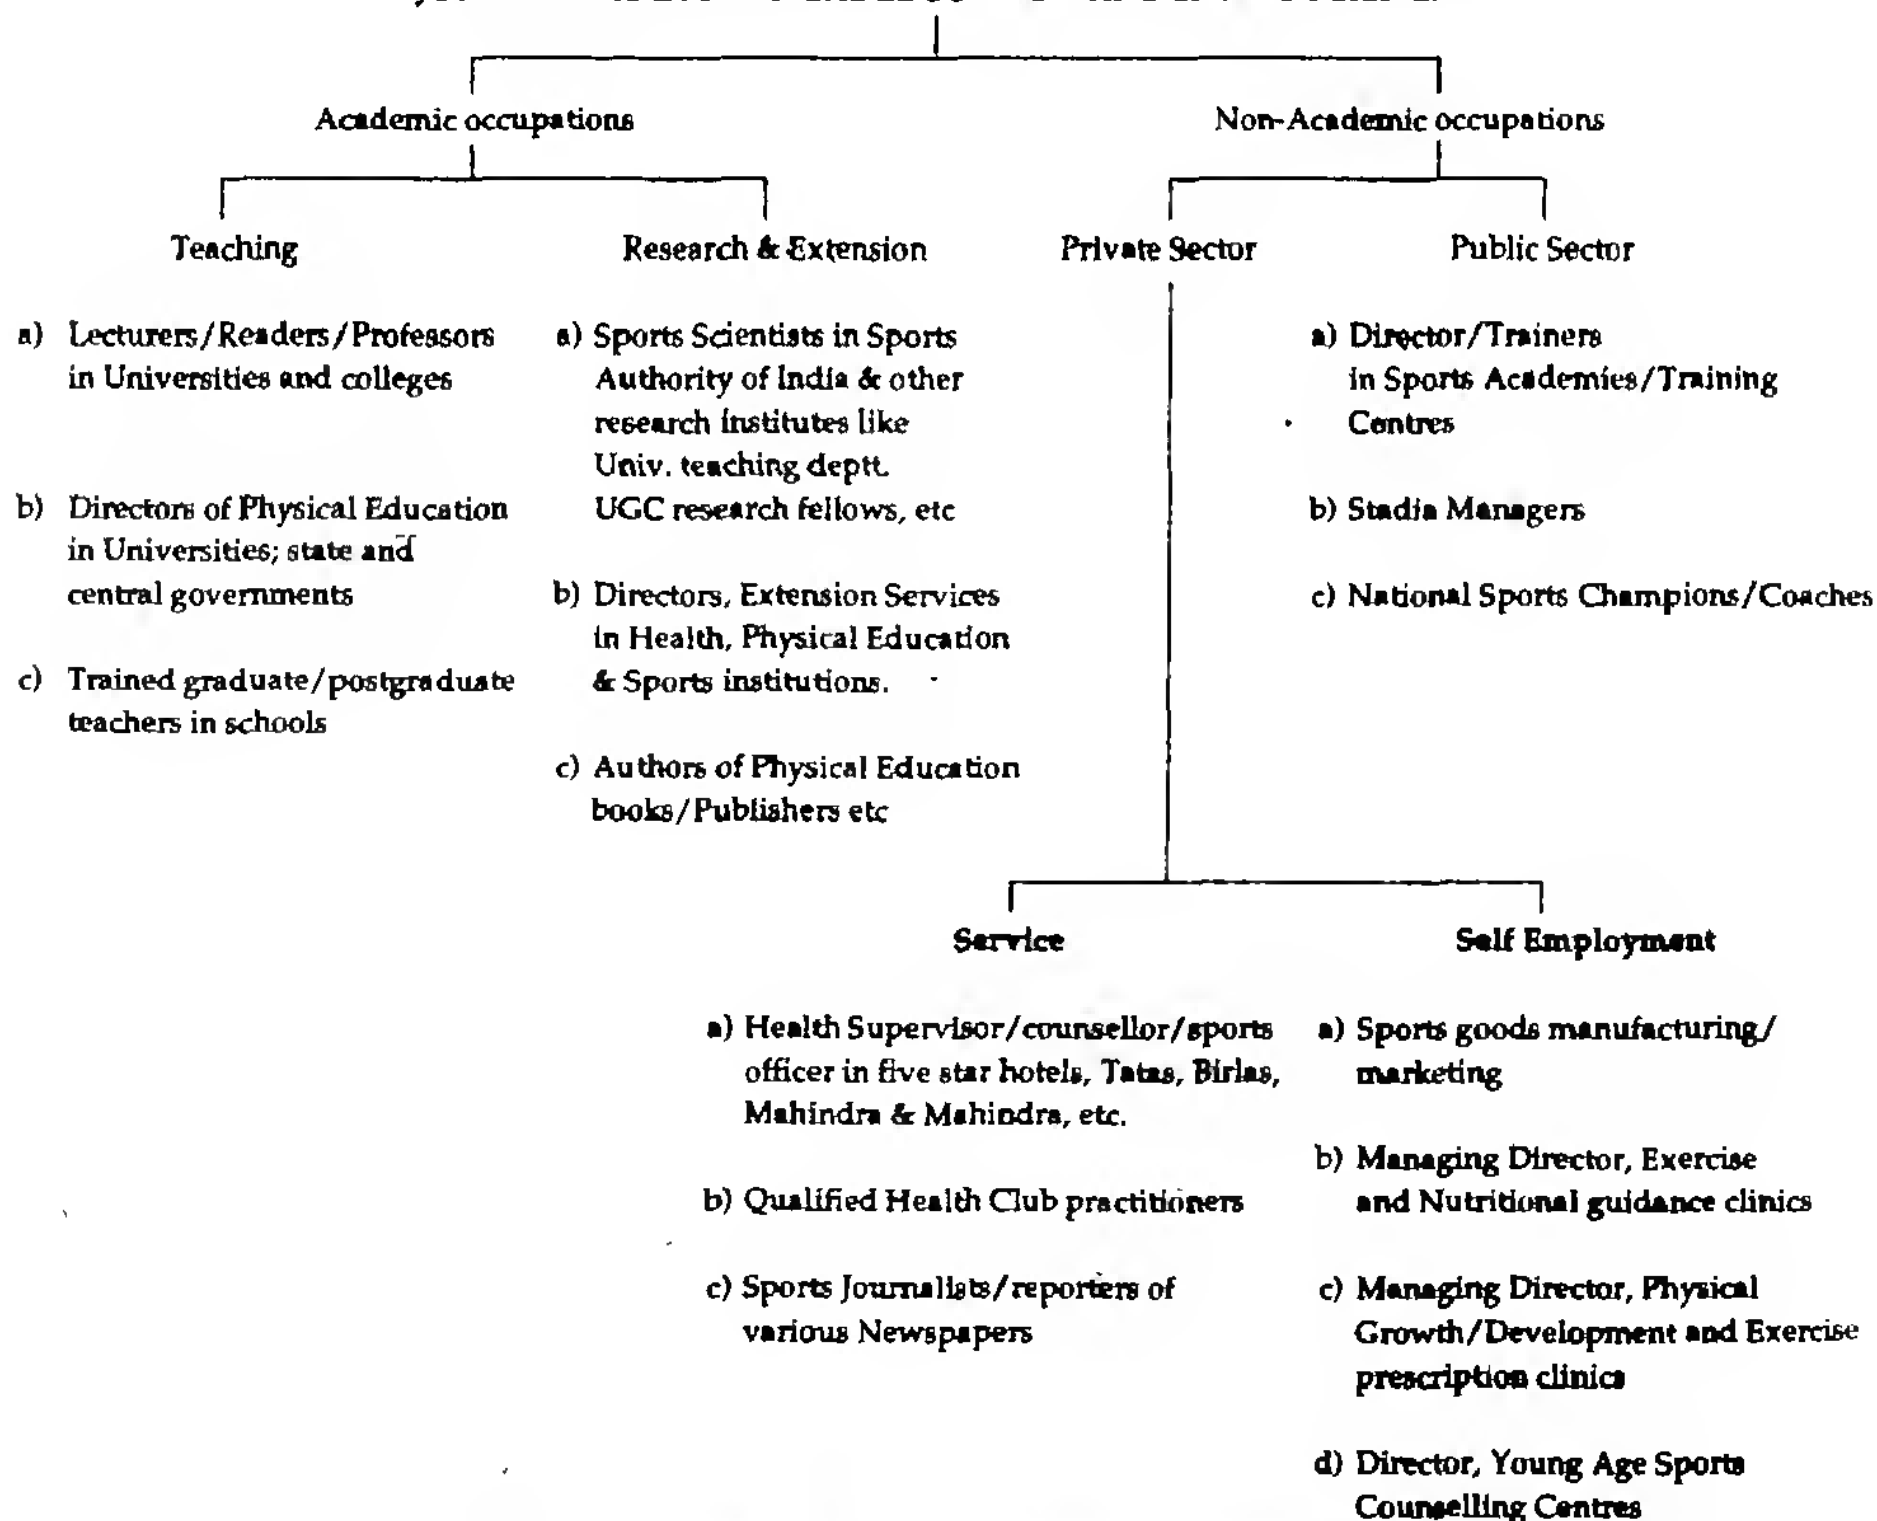 Academic occupations
Non-Academic occupations
Teaching
Research & Extension
Private Sector
Public Sector
a) Lecturers/Readers/Professors
in Universities and colleges
b) Directors of Physical Education
in Universities; state and
central governments
c) Trained graduate/postgraduate
teachers in schools
a) Sports Scientists in Sports
Authority of India & other
research institutes like
Univ. teaching deptt.
UGC research fellows, etc
b) Directors, Extension Services
in Health, Physical Education
& Sports institutions.
c) Authors of Physical Education
books/Publishers etc
a) Director/Trainers
in Sports Academies/Training
Centres
b) Stadia Managers
c) National Sports Champions/Coaches
Service
Self Employment
a) Health Supervisor/counsellor/sports
officer in five star hotels, Tatas, Birlas,
Mahindra & Mahindra, etc.
b) Qualified Health Club practitioners
c) Sports Journalists/reporters of
various Newspapers
a) Sports goods manufacturing/
marketing
b) Managing Director, Exercise
and Nutritional guidance clinics
c) Managing Director, Physical
Growth/Development and Exercise
prescription clinics
d) Director, Young Age Sports
Counselling Centres